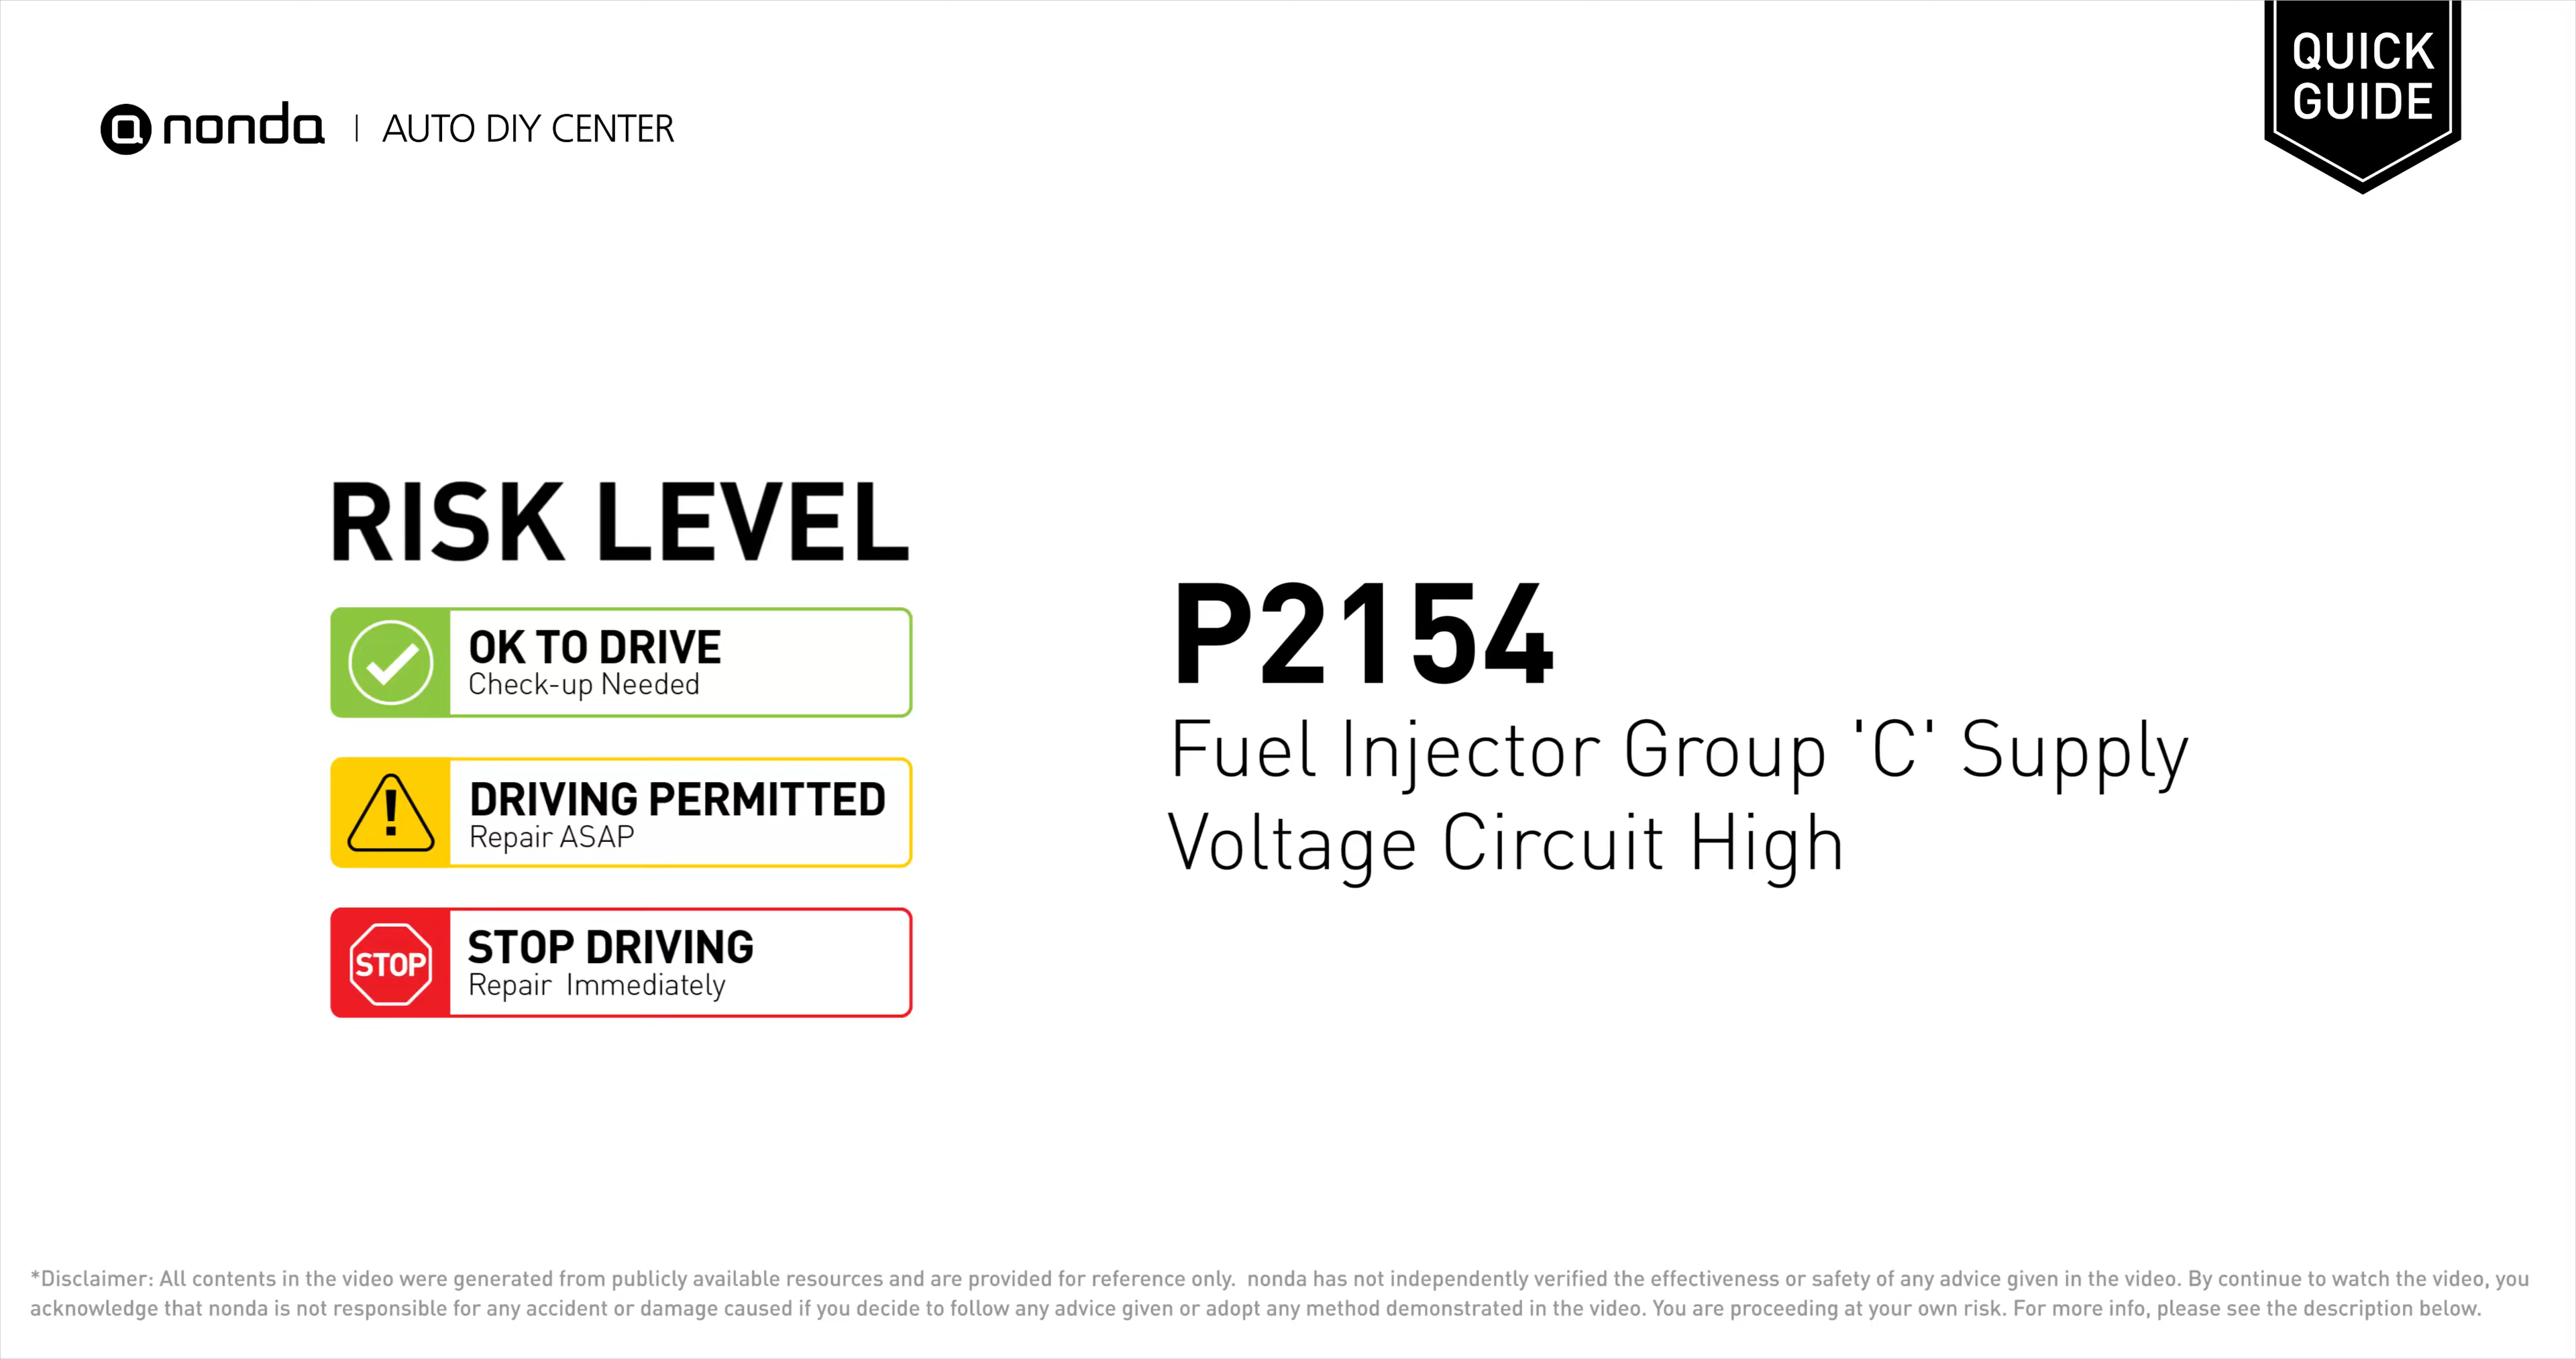 nonda | AUTO DIY CENTER
QUICK
GUIDE
RISK LEVEL
OK TO DRIVE
Check-up Needed
DRIVING PERMITTED
Repair ASAP
STOP
STOP DRIVING
Repair Immediately
P2154
Fuel Injector Group 'C' Supply
Voltage Circuit High
*Disclaimer: All contents in the video were generated from publicly available resources and are provided for reference only. nonda has not independently verified the effectiveness or safety of any advice given in the video. By continue to watch the video, you
acknowledge that nonda is not responsible for any accident or damage caused if you decide to follow any advice given or adopt any method demonstrated in the video. You are proceeding at your own risk. For more info, please see the description below.